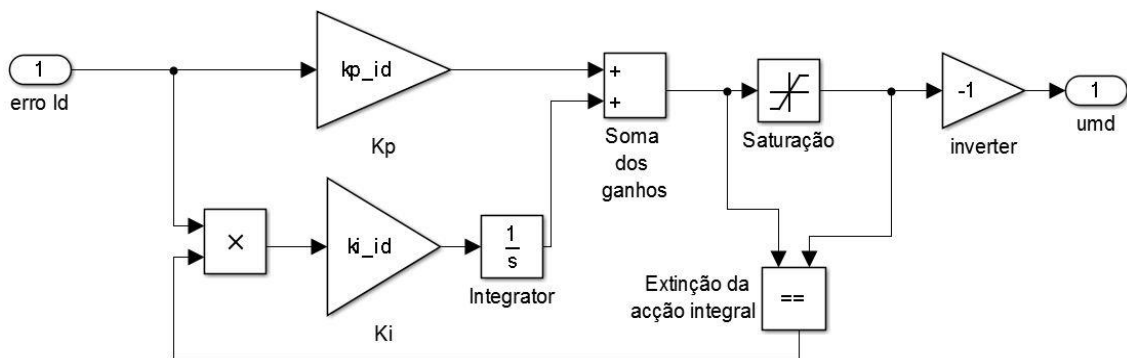 1
erro Id
kp_id
Kp
+
+
Soma
dos
ganhos
Saturação
-1
inverter
1
umd
×
ki_id
Ki
1
s
Integrator
Extinção da
acção integral
==